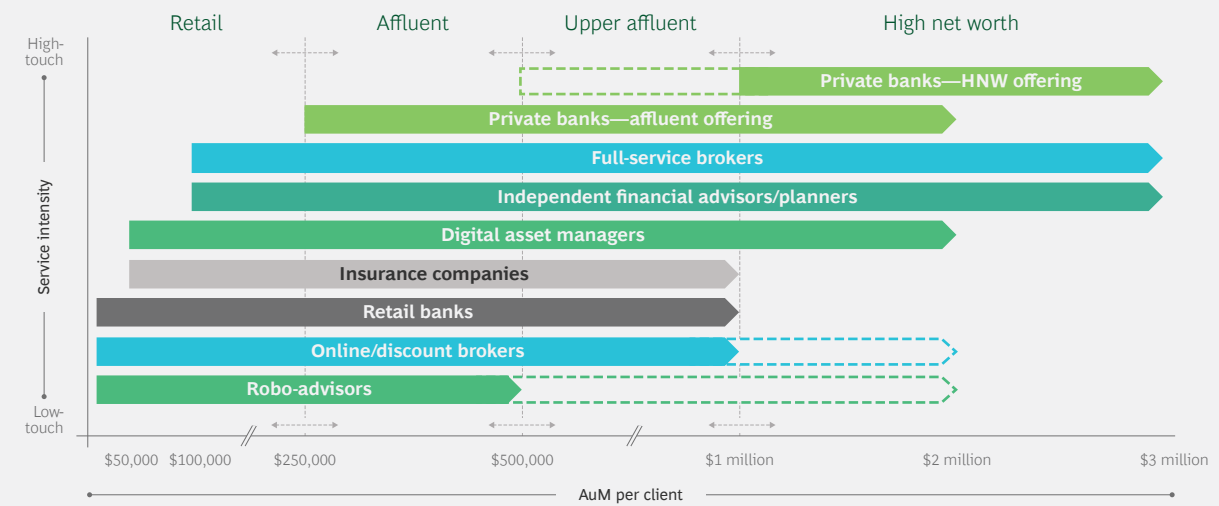 Retail
Affluent
Upper affluent
High net worth
High-
touch
Service intensity
Low-
touch
Private banks—HNW offering
Private banks—affluent offering
Full-service brokers
Independent financial advisors/planners
Digital asset managers
Insurance companies
Retail banks
Online/discount brokers
Robo-advisors
$50,000
$100,000
$250,000
$500,000
$1 million
$2 million
$3 million
AuM per client